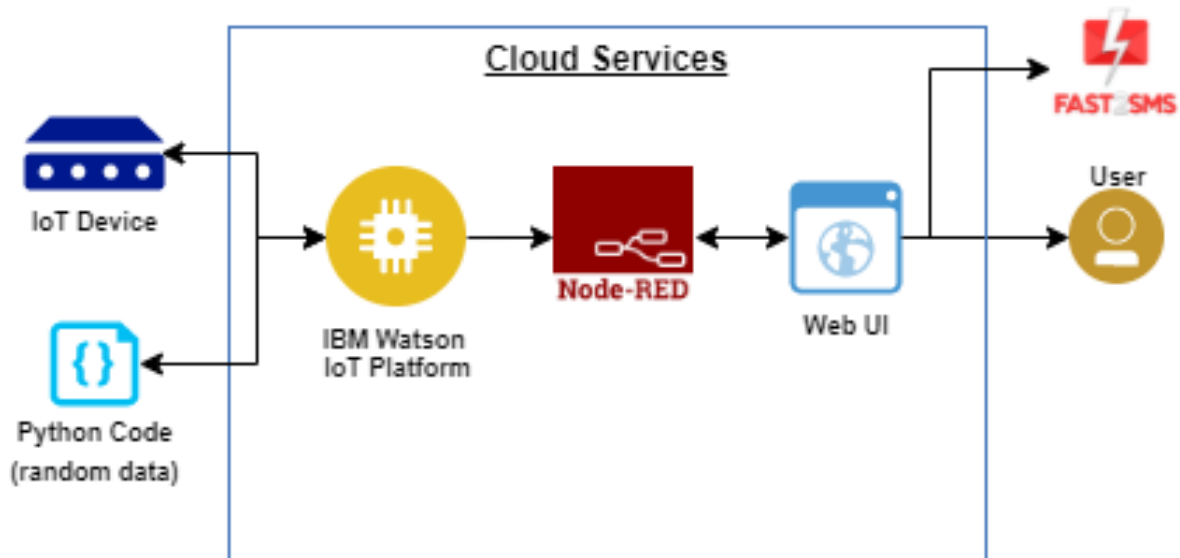 Cloud Services
FAST2SMS
IoT Device
User
Node-RED
Web UI
IBM Watson
IoT Platform
{}
Python Code
(random data)